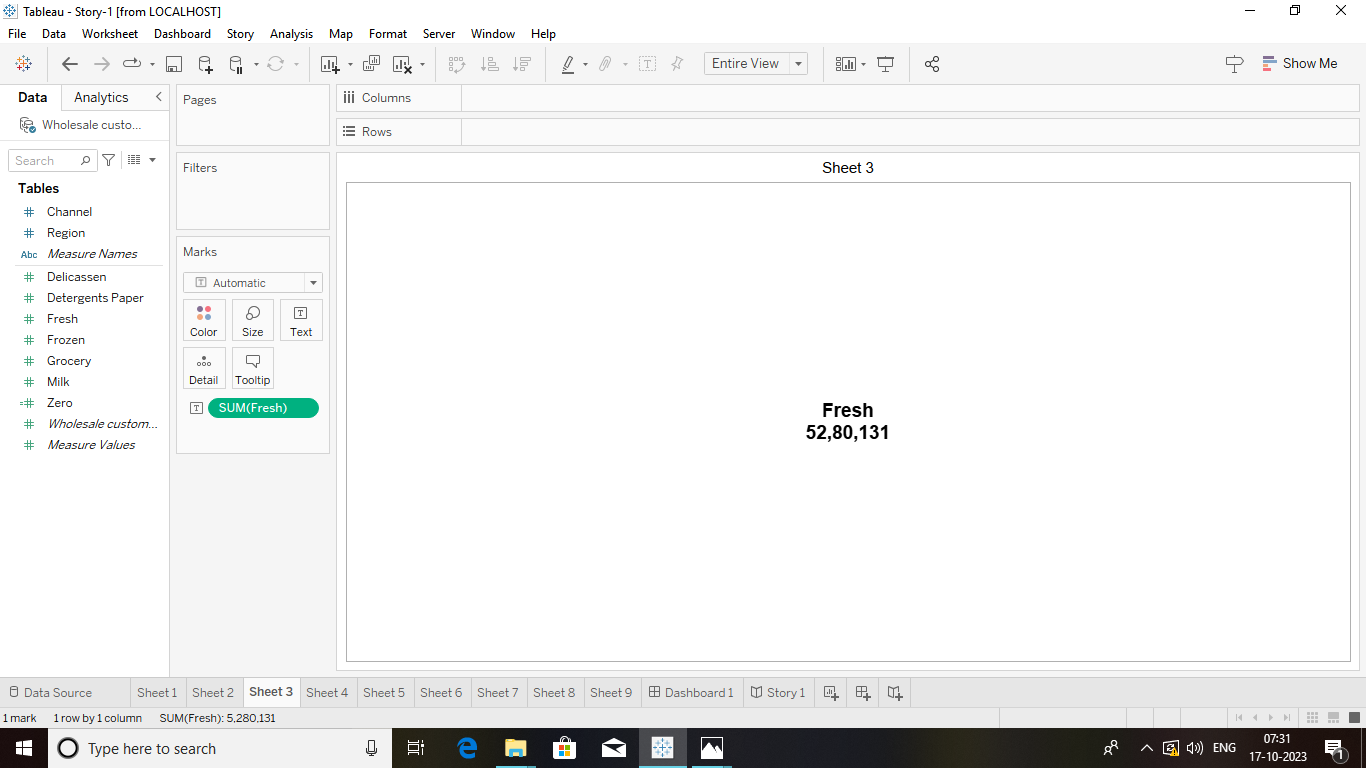 Tableau - Story-1 [from LOCALHOST]
File Data Worksheet Dashboard Story Analysis Map Format Server Window Help
Entire View
Show Me
Data Analytics
Wholesale custo...
Search
Tables
Channel
Region
Abc Measure Names
Delicassen
Detergents Paper
Fresh
Frozen
Grocery
Milk
Zero
Wholesale custom...
Measure Values
Pages
Filters
Marks
Automatic
Color Size Text
Detail Tooltip
SUM(Fresh)
Columns
Rows
Sheet 3
Fresh
52,80,131
Data Source Sheet 1 Sheet 2 Sheet 3 Sheet 4 Sheet 5 Sheet 6 Sheet 7 Sheet 8 Sheet 9 Dashboard 1 Story 1
1 mark 1 row by 1 column SUM(Fresh): 5,280,131
Type here to search
ENG
07:31
17-10-2023
1